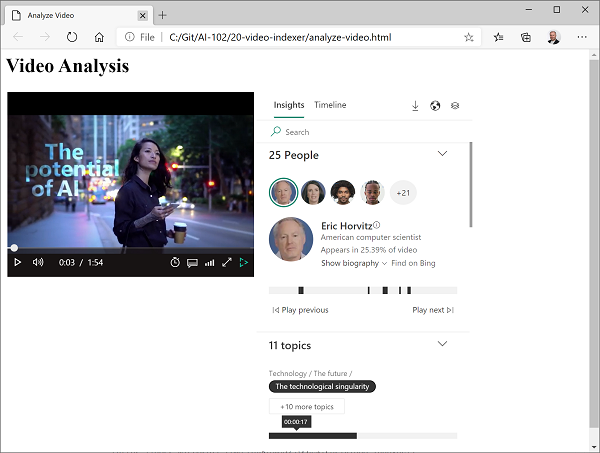 Analyze Video
File
C:/Git/AI-102/20-video-indexer/analyze-video.html
Video Analysis
The
potential
of AI
0:03 / 1:54
Insights
Timeline
Search
25 People
+21
Eric Horvitz
American computer scientist
Appears in 25.39% of video
Show biography
Find on Bing
Play previous
Play next
11 topics
Technology / The future /
The technological singularity
+10 more topics
00:00:17